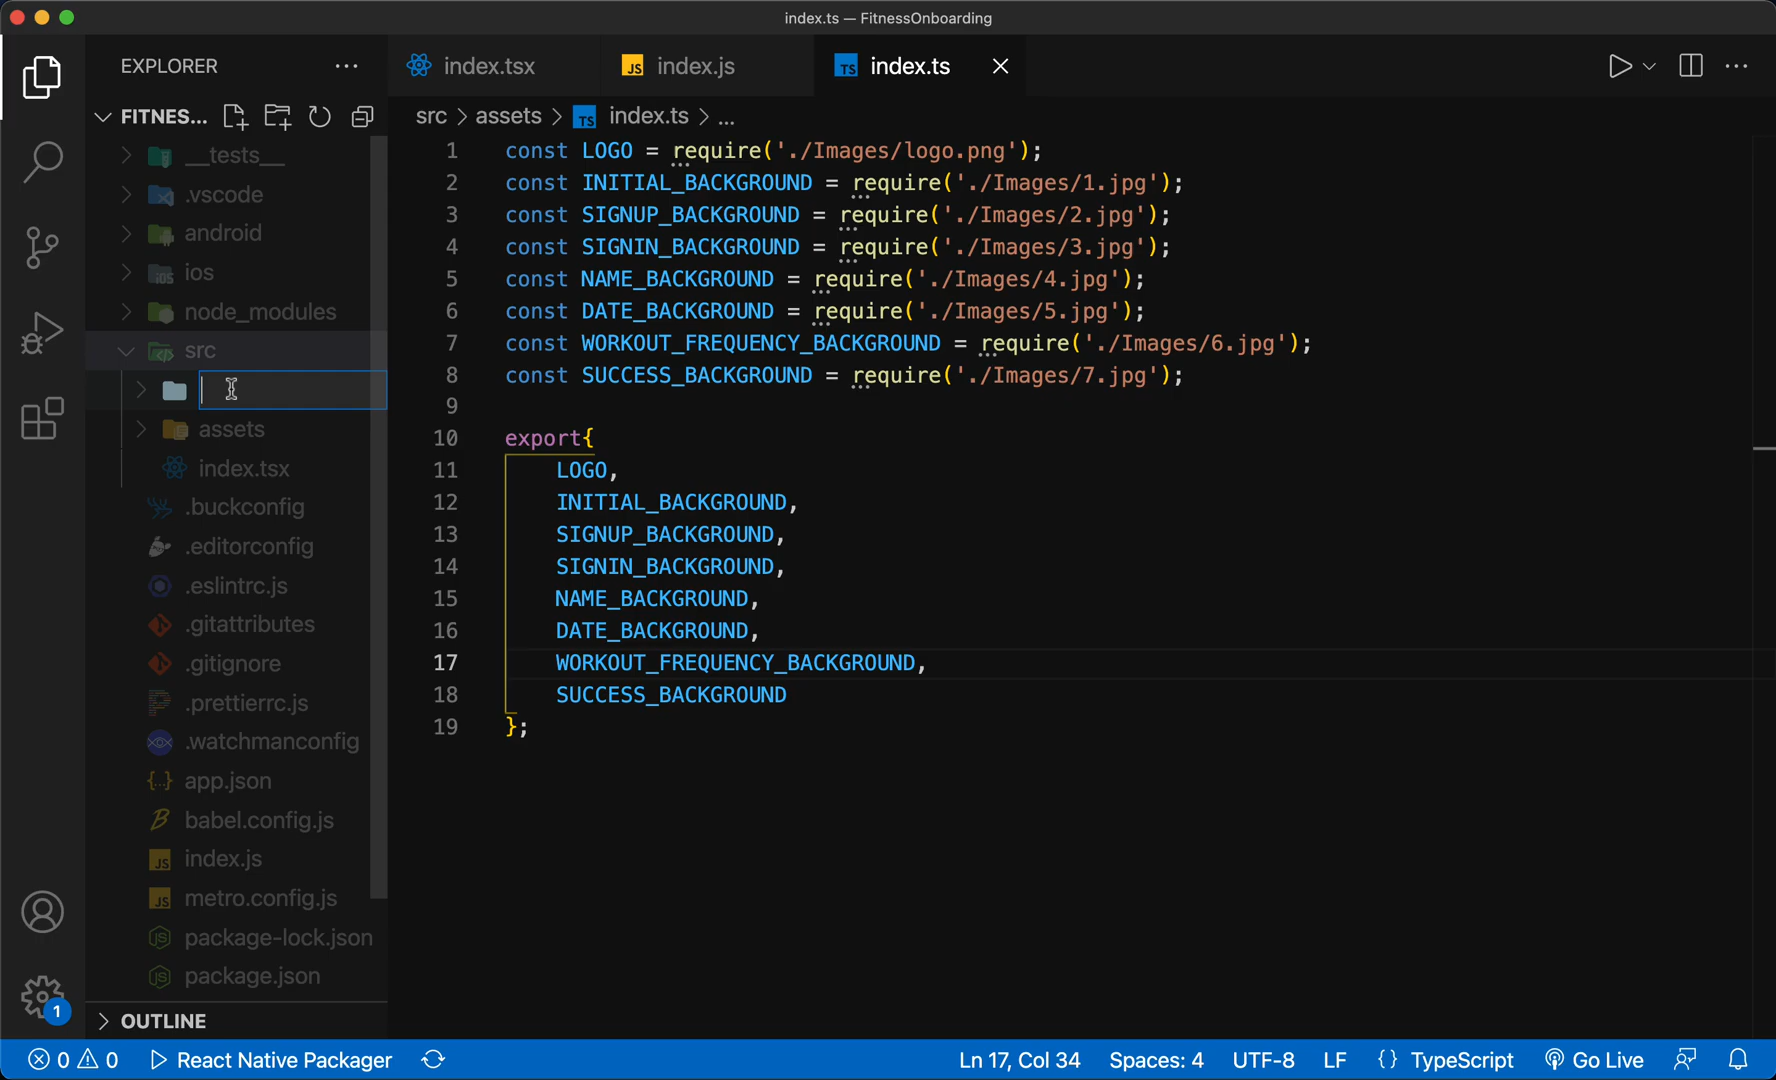 index.ts — FitnessOnboarding
EXPLORER
FITNES...
__tests__
.vscode
android
ios
node_modules
src
assets
index.tsx
.buckconfig
.editorconfig
.eslintrc.js
.gitattributes
.gitignore
.prettierrc.js
.watchmanconfig
app.json
babel.config.js
index.js
metro.config.js
package-lock.json
package.json
OUTLINE
index.tsx
JS index.js
TS index.ts
src > assets > TS index.ts > ...
1 const LOGO = require('./Images/logo.png');
2 const INITIAL_BACKGROUND = require('./Images/1.jpg');
3 const SIGNUP_BACKGROUND = require('./Images/2.jpg');
4 const SIGNIN_BACKGROUND = require('./Images/3.jpg');
5 const NAME_BACKGROUND = require('./Images/4.jpg');
6 const DATE_BACKGROUND = require('./Images/5.jpg');
7 const WORKOUT_FREQUENCY_BACKGROUND = require('./Images/6.jpg');
8 const SUCCESS_BACKGROUND = require('./Images/7.jpg');
9
10 export{
11 LOGO,
12 INITIAL_BACKGROUND,
13 SIGNUP_BACKGROUND,
14 SIGNIN_BACKGROUND,
15 NAME_BACKGROUND,
16 DATE_BACKGROUND,
17 WORKOUT_FREQUENCY_BACKGROUND,
18 SUCCESS_BACKGROUND
19 };
1
0 0 React Native Packager Ln 17, Col 34 Spaces: 4 UTF-8 LF {} TypeScript Go Live